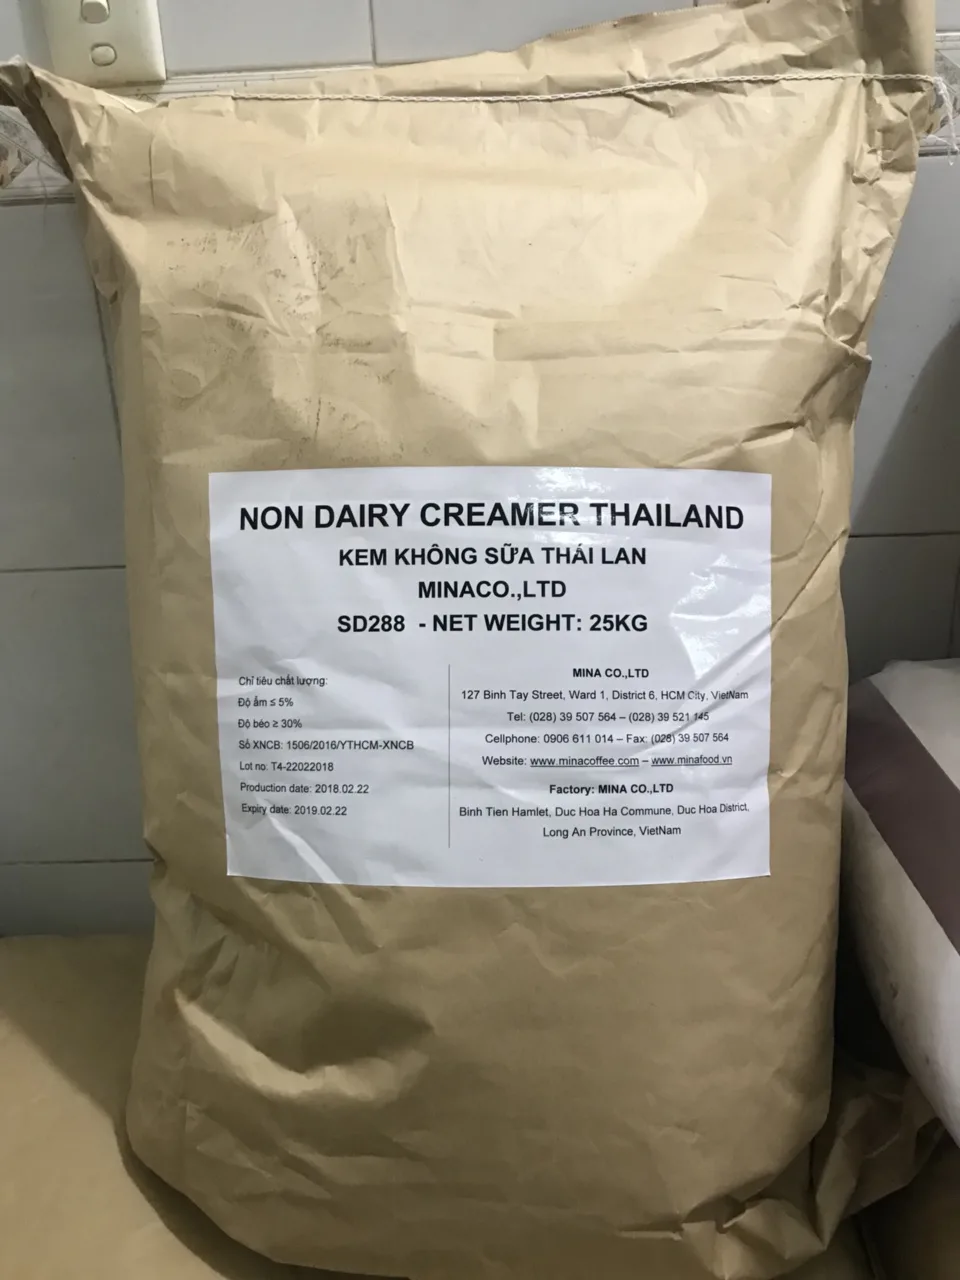 NON DAIRY CREAMER THAILAND
KEM KHÔNG SỮA THÁI LAN
MINACO.,LTD
SD288 - NET WEIGHT: 25KG
Chỉ tiêu chất lượng:
Độ ẩm ≤ 5%
Độ béo ≥ 30%
Số XNCB: 1506/2016/YTHCM-XNCB
Lot no: T4-22022018
Production date: 2018.02.22
Expiry date: 2019.02.22
MINA CO.,LTD
127 Binh Tay Street, Ward 1, District 6, HCM City, VietNam
Tel: (028) 39 507 564 – (028) 39 521 145
Cellphone: 0906 611 014 – Fax: (028) 39 507 564
Website: www.minacoffee.com – www.minafood.vn
Factory: MINA CO.,LTD
Binh Tien Hamlet, Duc Hoa Ha Commune, Duc Hoa District,
Long An Province, VietNam